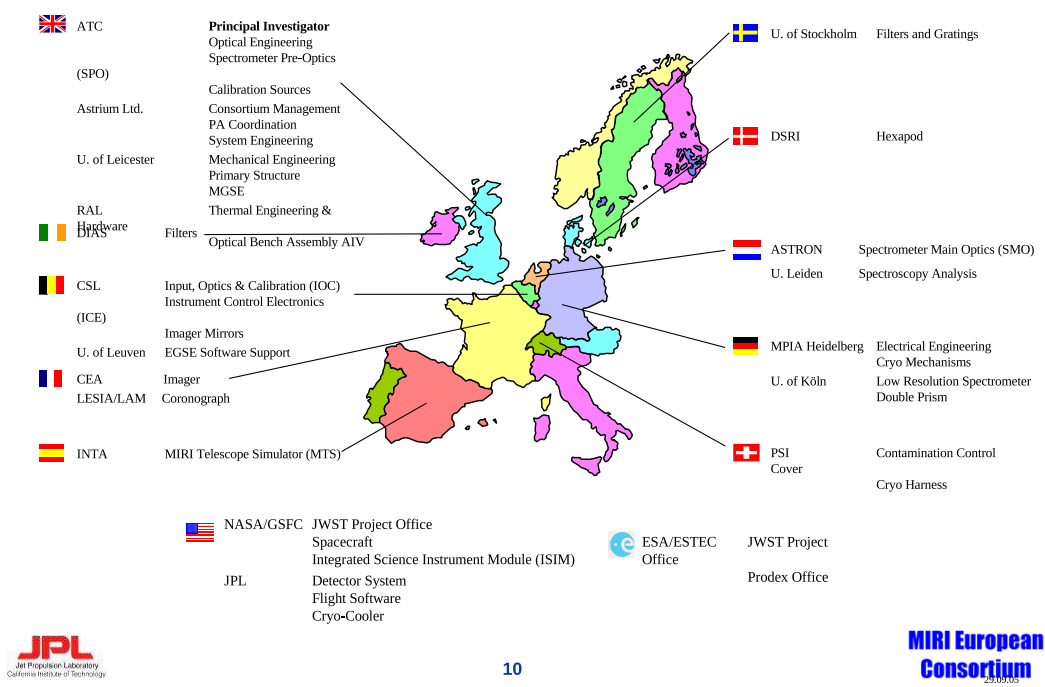 ATC Principal Investigator
Optical Engineering
Spectrometer Pre-Optics
(SPO)
Calibration Sources
Astrium Ltd. Consortium Management
PA Coordination
System Engineering
U. of Leicester Mechanical Engineering
Primary Structure
MGSE
RAL Thermal Engineering &
Hardware
Optical Bench Assembly AIV
DIAS Filters
CSL Input, Optics & Calibration (IOC)
Instrument Control Electronics
(ICE)
Imager Mirrors
U. of Leuven EGSE Software Support
CEA Imager
LESIA/LAM Coronograph
INTA MIRI Telescope Simulator (MTS)
U. of Stockholm Filters and Gratings
DSRI Hexapod
ASTRON Spectrometer Main Optics (SMO)
U. Leiden Spectroscopy Analysis
MPIA Heidelberg Electrical Engineering
Cryo Mechanisms
U. of Köln Low Resolution Spectrometer
Double Prism
PSI Contamination Control
Cover
Cryo Harness
NASA/GSFC JWST Project Office
Spacecraft
Integrated Science Instrument Module (ISIM)
JPL Detector System
Flight Software
Cryo-Cooler
esa
ESA/ESTEC JWST Project
Office
Prodex Office
JPL
Jet Propulsion Laboratory
California Institute of Technology
10
MIRI European
Consortium
29.09.05